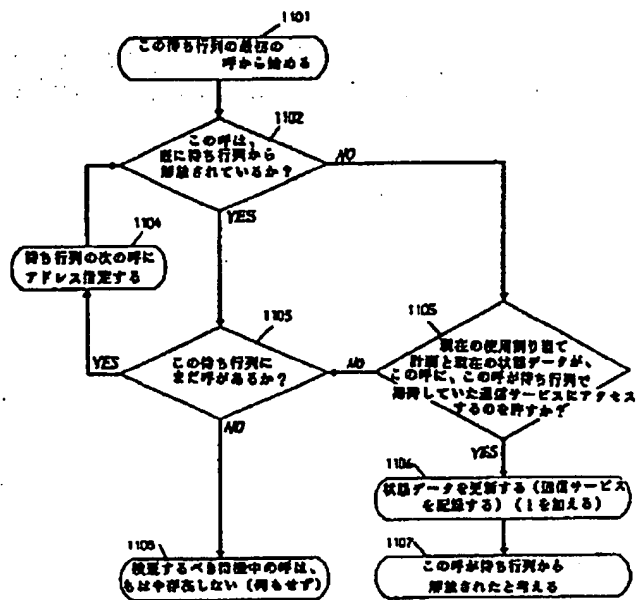 1101
この待ち行列の最初の
呼から始める
1102
この呼は、
既に待ち行列から
解放されているか?
NO
YES
1104
待ち行列の次の呼に
アドレス指定する
1103
この待ち行列に
まだ呼があるか?
YES
NO
1105
現在の使用割り当て
計画と現在の状態データが、
この呼に、この呼が待ち行列で
期待していた通信サービスにアクセス
するのを許すか?
No
YES
1106
状態データを更新する(通信サービス
を記録する)(1を加える)
1107
この呼が待ち行列から
解放されたと考える
1108
すべき待機中の呼は、
もはや存在しない(何もせず)